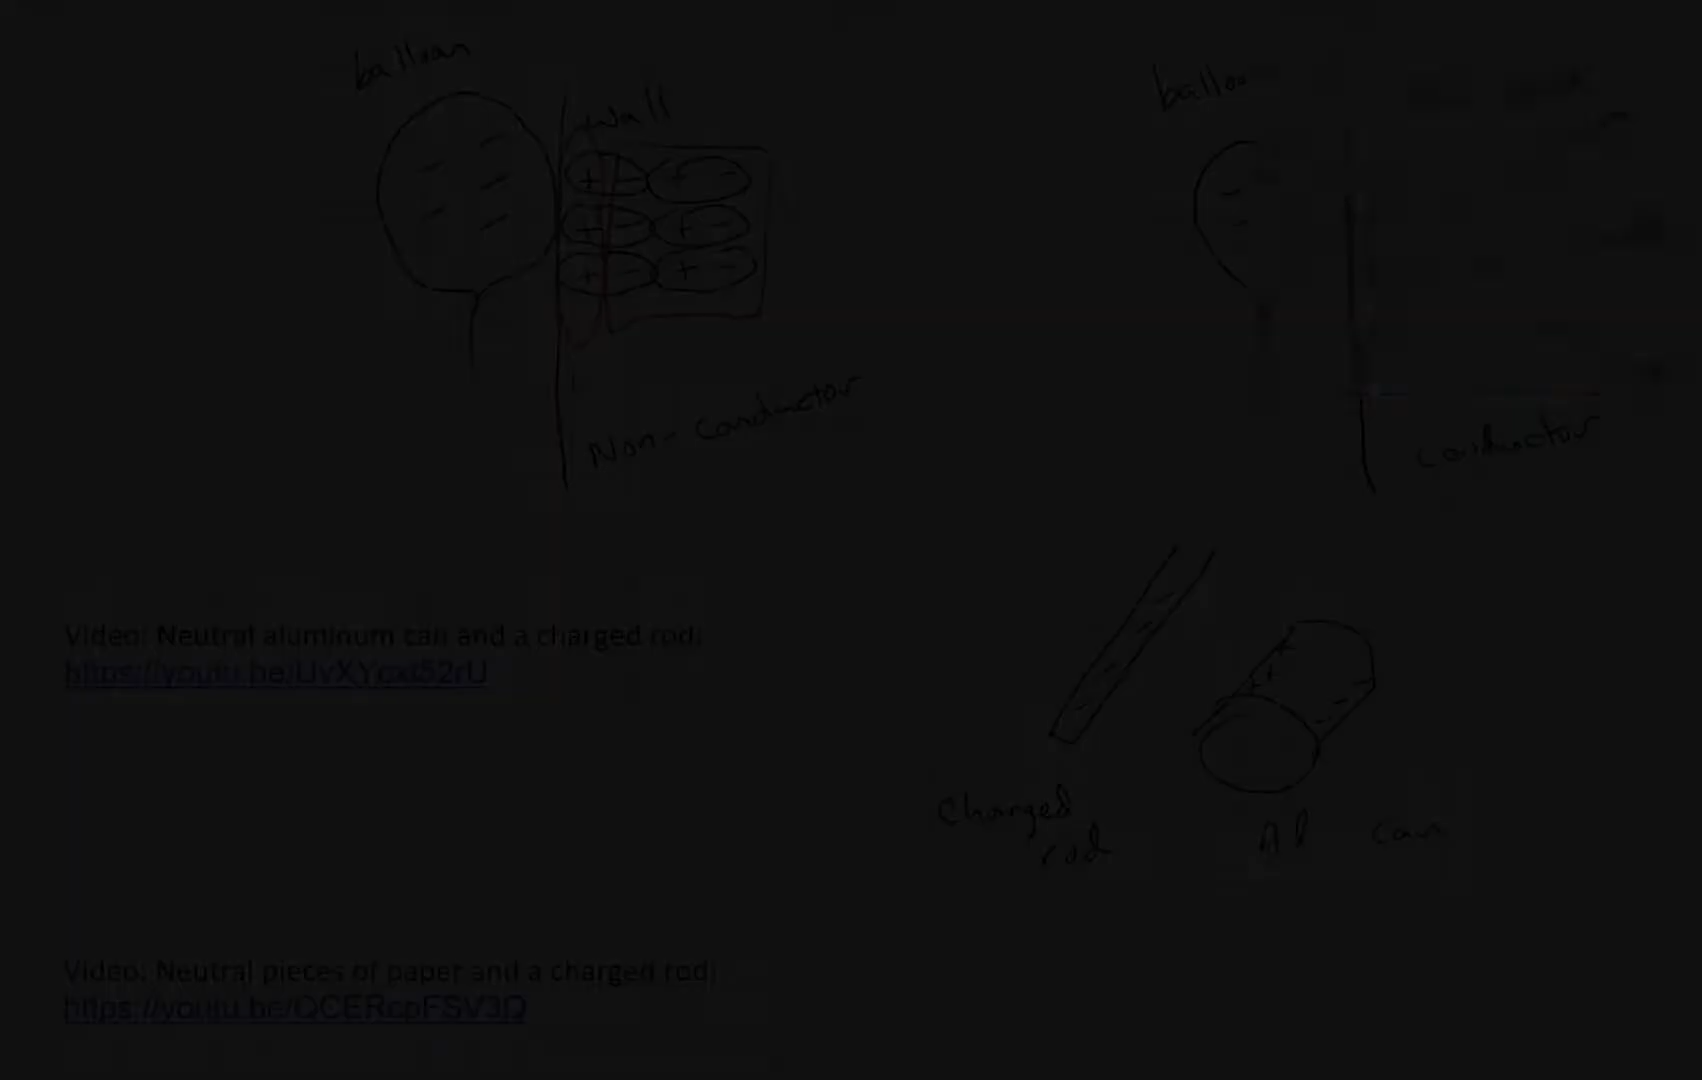 balloon
wall
Non-conductor
balloo
conductor
Video: Neutral aluminum can and a charged rod:
Charged
rod
Al can
Video: Neutral pieces of paper and a charged rod: